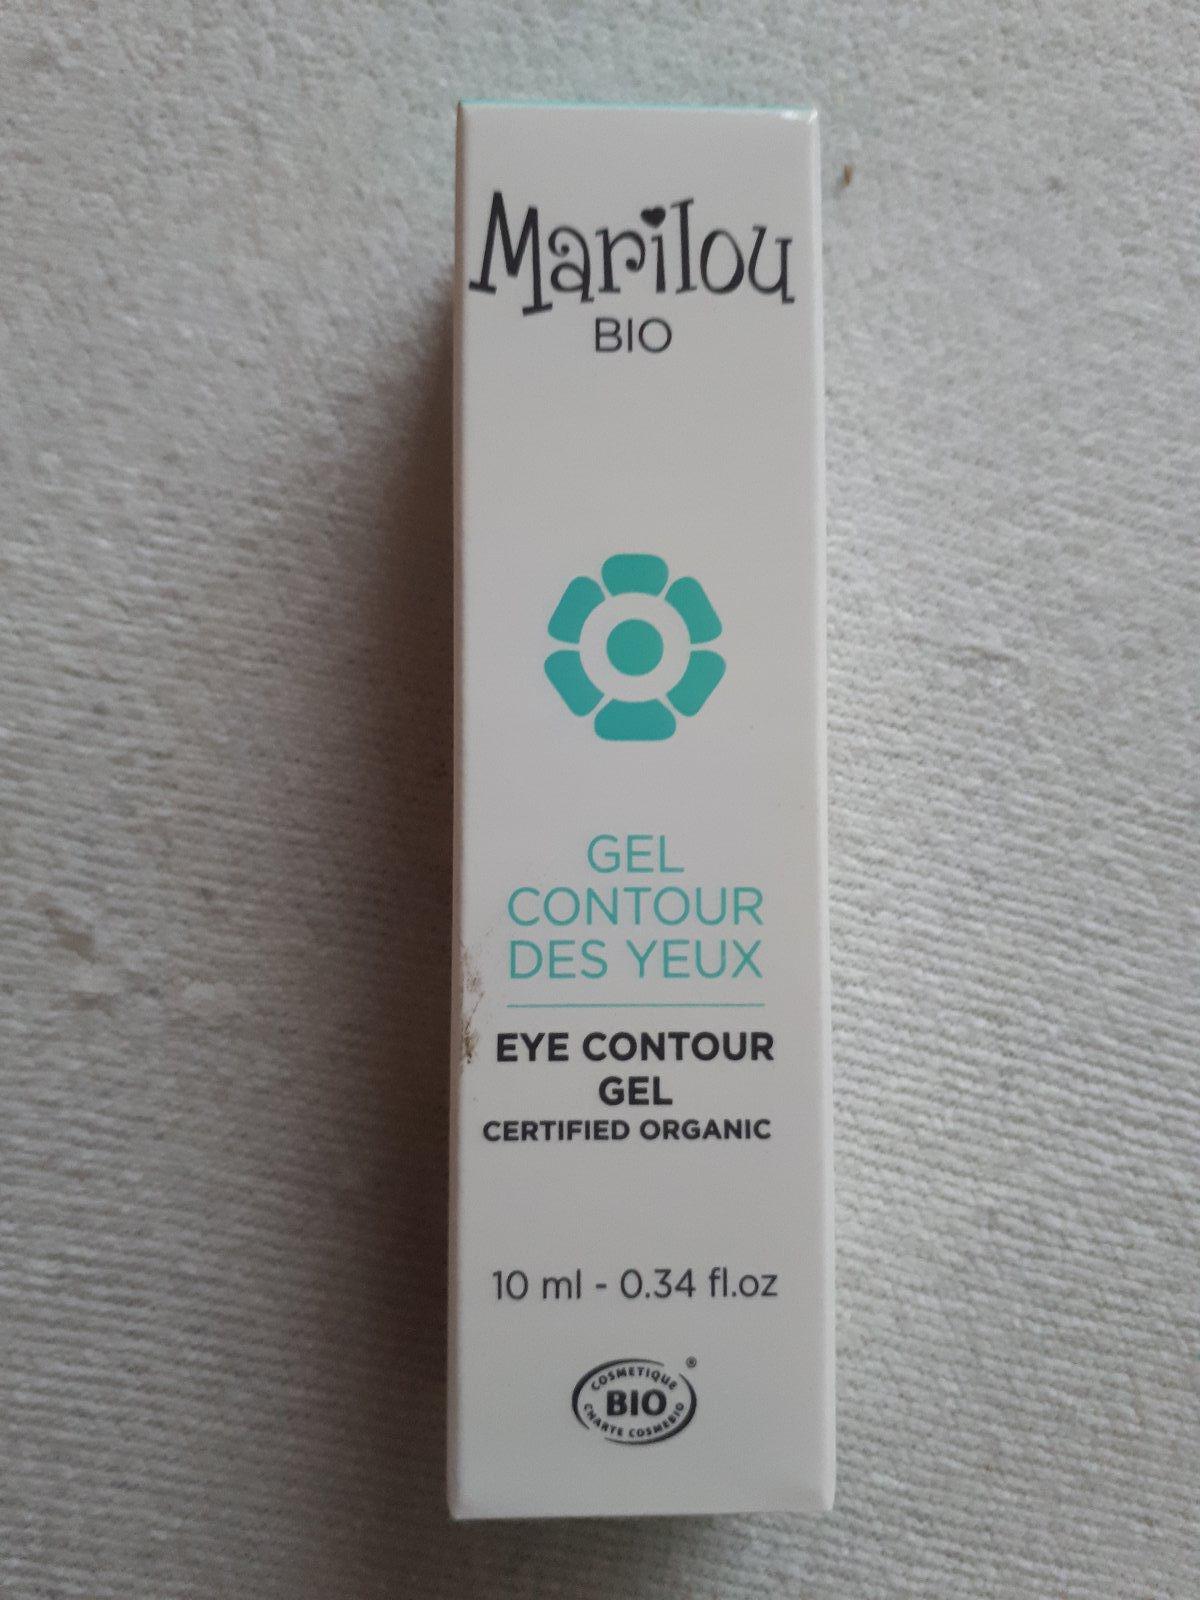 Marilou
BIO
GEL
CONTOUR
DES YEUX
EYE CONTOUR
GEL
CERTIFIED ORGANIC
10 ml - 0.34 fl.oz
COSMETIQUE
®
BIO
CHARTE COSMEBIO